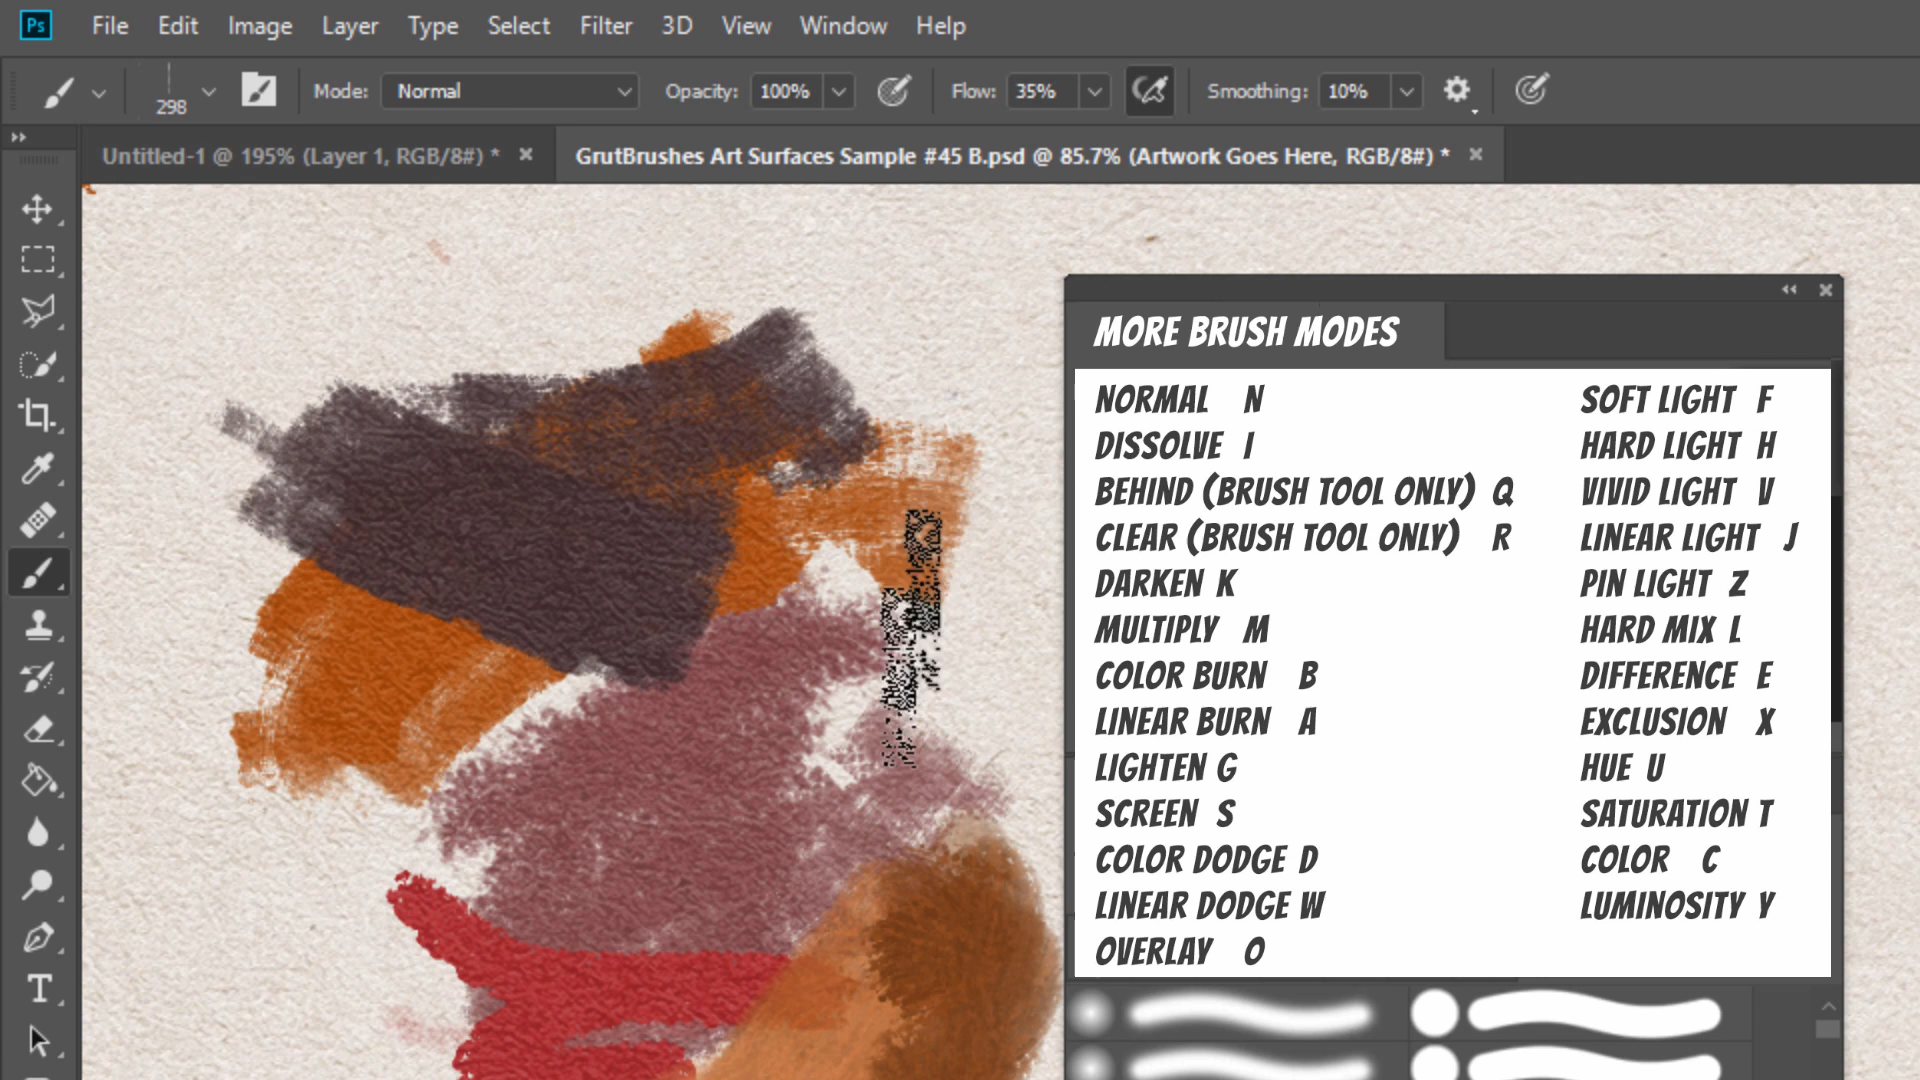 Ps File Edit Image Layer Type Select Filter 3D View Window Help
298 Mode: Normal Opacity: 100% Flow: 35% Smoothing: 10%
Untitled-1 @ 195% (Layer 1, RGB/8#) * GrutBrushes Art Surfaces Sample #45 B.psd @ 85.7% (Artwork Goes Here, RGB/8#) *
MORE BRUSH MODES
NORMAL N
DISSOLVE I
BEHIND (BRUSH TOOL ONLY) Q
CLEAR (BRUSH TOOL ONLY) R
DARKEN K
MULTIPLY M
COLOR BURN B
LINEAR BURN A
LIGHTEN G
SCREEN S
COLOR DODGE D
LINEAR DODGE W
OVERLAY O
SOFT LIGHT F
HARD LIGHT H
VIVID LIGHT V
LINEAR LIGHT J
PIN LIGHT Z
HARD MIX L
DIFFERENCE E
EXCLUSION X
HUE U
SATURATION T
COLOR C
LUMINOSITY Y